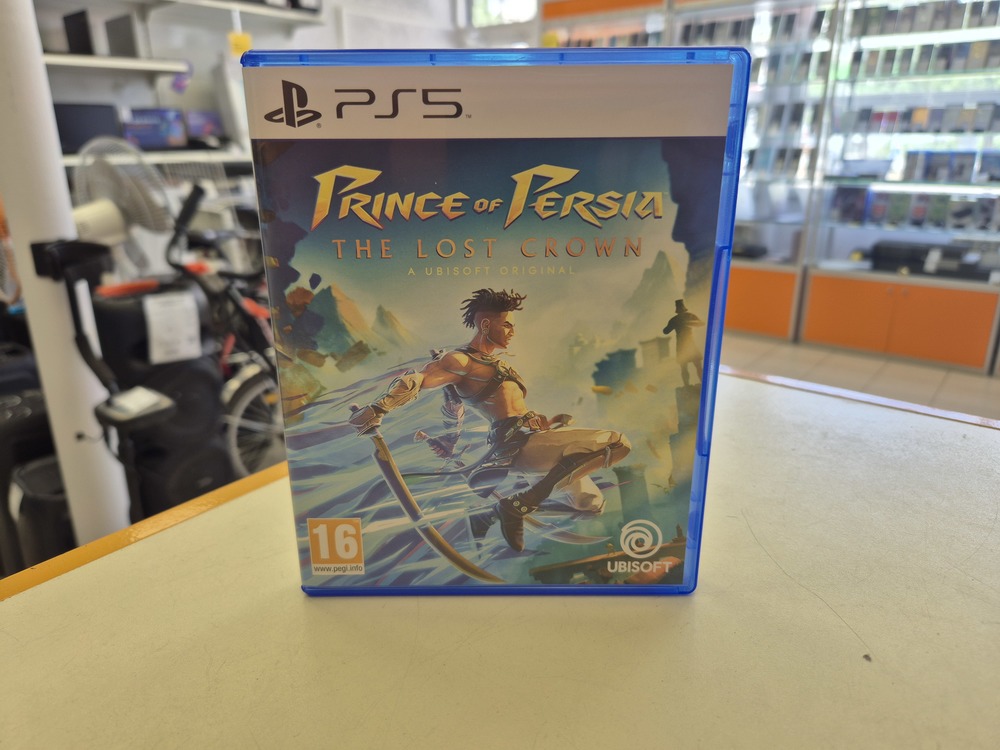 PS5
PRINCE OF PERSIA
THE LOST CROWN
A UBISOFT ORIGINAL
16
www.pegi.info
UBISOFT